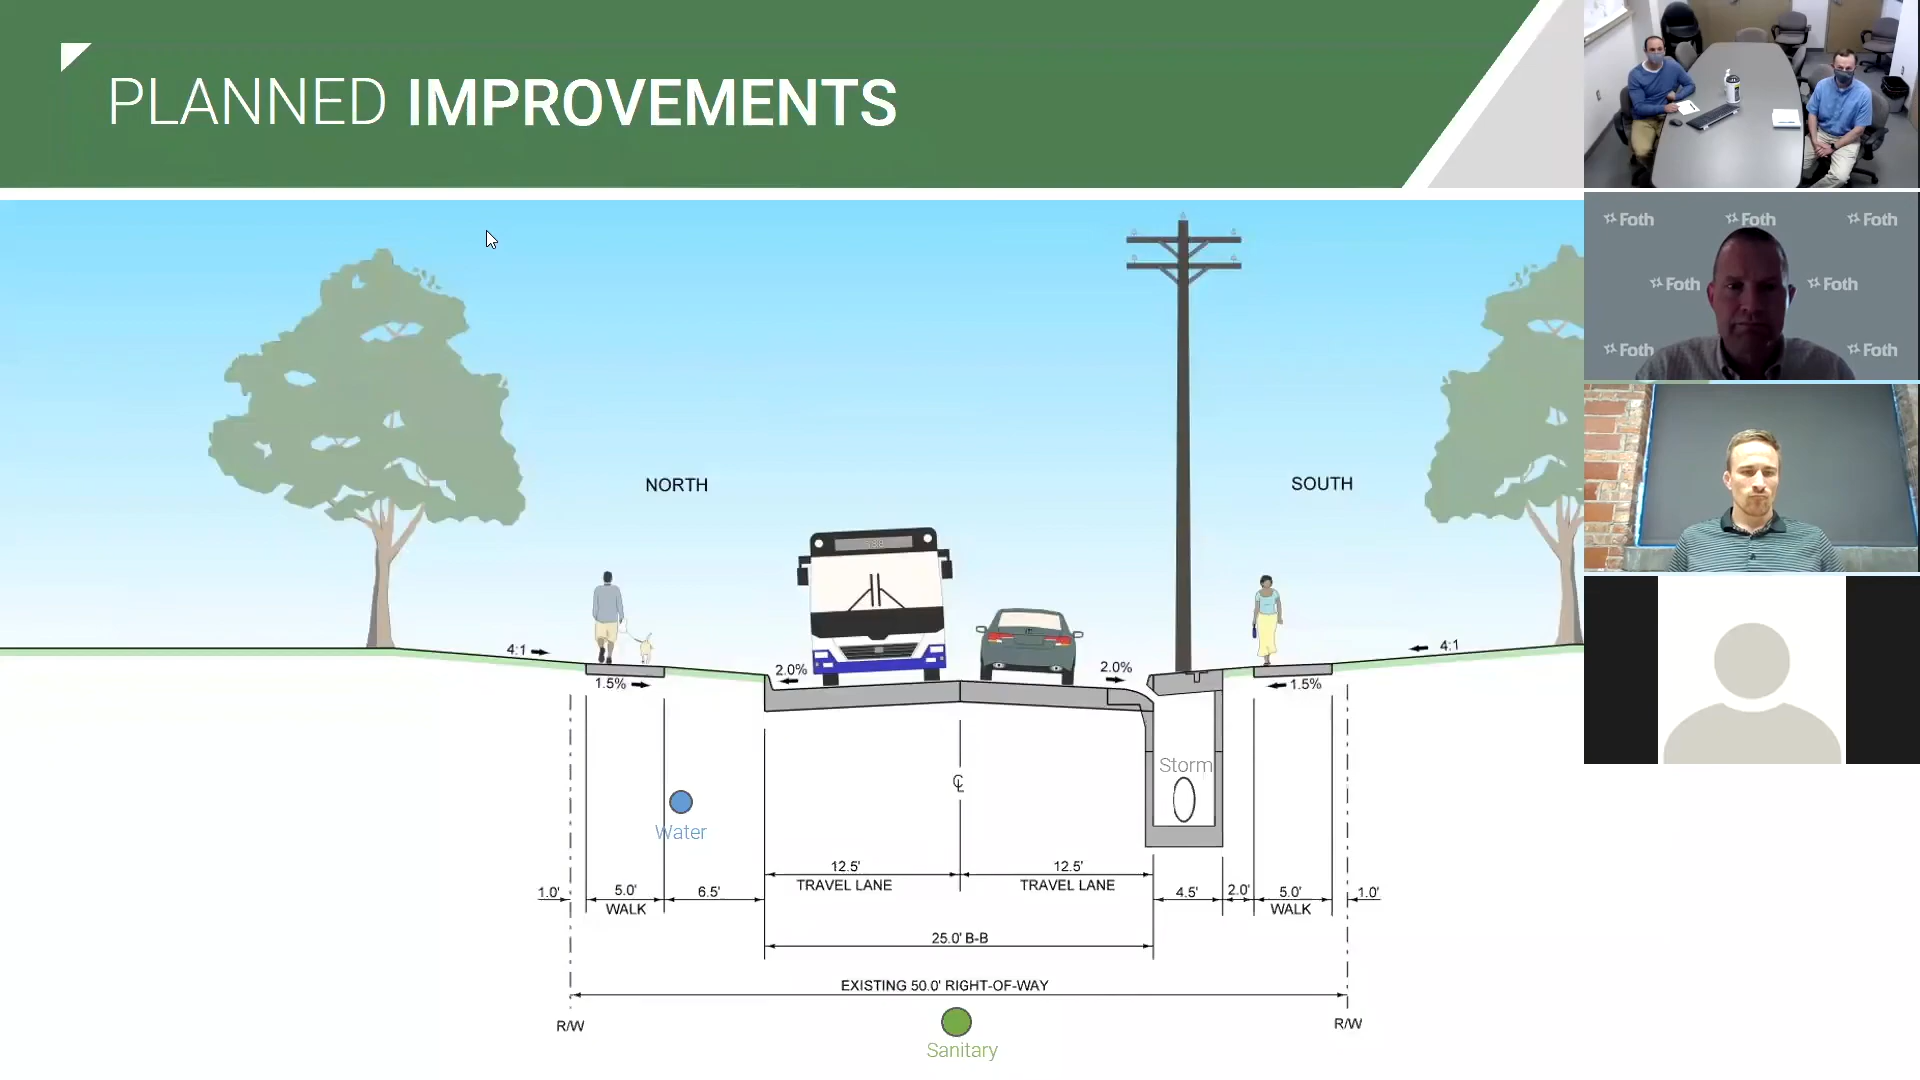 PLANNED IMPROVEMENTS
Foth Foth Foth
Foth Foth
Foth Foth
NORTH
SOUTH
4:1
4:1
2.0%
2.0%
1.5%
1.5%
Storm
℄
Water
12.5'
12.5'
TRAVEL LANE
TRAVEL LANE
1.0'
5.0'
6.5'
4.5'
2.0'
5.0'
1.0'
WALK
WALK
25.0' B-B
EXISTING 50.0' RIGHT-OF-WAY
R/W
R/W
Sanitary